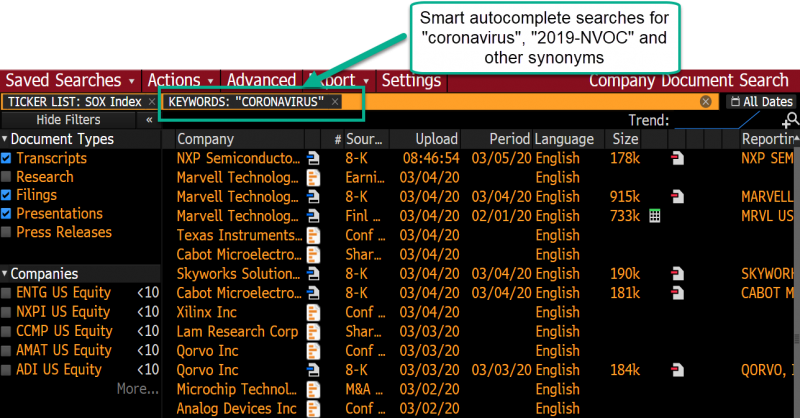 Smart autocomplete searches for
"coronavirus", "2019-NVOC" and
other synonyms
Saved Searches Actions Advanced Export Settings Company Document Search
TICKER LIST: SOX Index × KEYWORDS: "CORONAVIRUS" × All Dates
Hide Filters « Trend:
Document Types Company # Sour... Upload Period Language Size Reportin
Transcripts NXP Semiconducto... 8-K 08:46:54 03/05/20 English 178k NXP SEM
Research Marvell Technolog... Earni... 03/04/20 English
Filings Marvell Technolog... 8-K 03/04/20 03/04/20 English 915k MARVELL
Presentations Marvell Technolog... Finl ... 03/04/20 02/01/20 English 733k MRVL US
Press Releases Texas Instruments... Conf ... 03/04/20 English
Cabot Microelectro... Shar... 03/04/20 English
Companies Skyworks Solution... 8-K 03/04/20 03/04/20 English 190k SKYWORK
ENTG US Equity <10 Cabot Microelectro... 8-K 03/04/20 03/04/20 English 181k CABOT M
NXPI US Equity <10 Xilinx Inc Conf ... 03/04/20 English
CCMP US Equity <10 Lam Research Corp Shar... 03/03/20 English
AMAT US Equity <10 Qorvo Inc Conf ... 03/03/20 English
ADI US Equity <10 Qorvo Inc 8-K 03/03/20 03/03/20 English 184k QORVO, I
More... Microchip Technol... M&A ... 03/02/20 English
Analog Devices Inc Conf ... 03/02/20 English